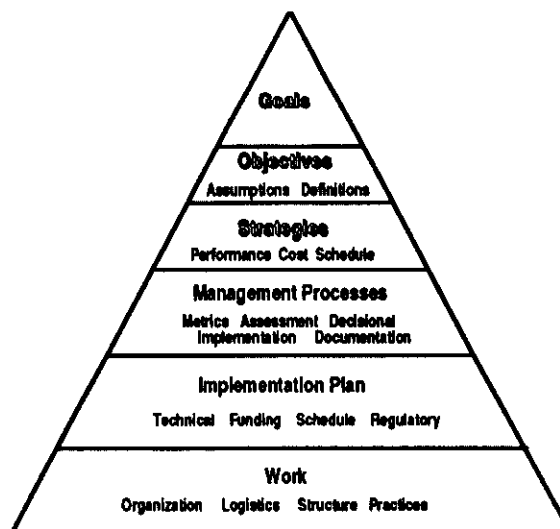 Goals
Objectives
Assumptions Definitions
Strategies
Performance Cost Schedule
Management Processes
Metrics Assessment Decisional
Implementation Documentation
Implementation Plan
Technical Funding Schedule Regulatory
Work
Organization Logistics Structure Practices